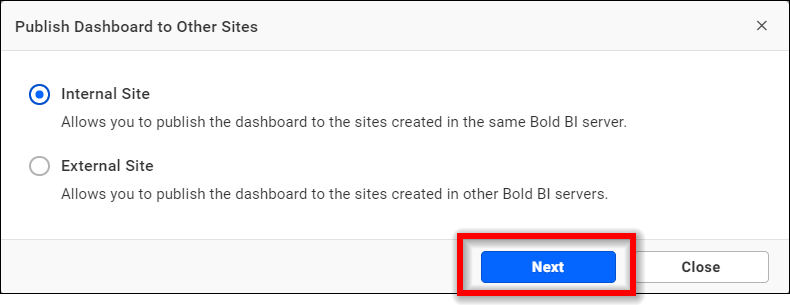 Publish Dashboard to Other Sites
Internal Site
Allows you to publish the dashboard to the sites created in the same Bold BI server.
External Site
Allows you to publish the dashboard to the sites created in other Bold BI servers.
Next
Close